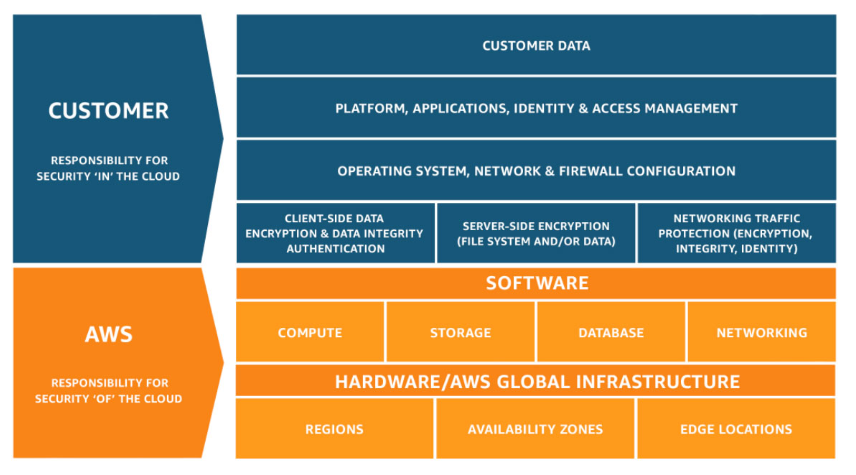 CUSTOMER
RESPONSIBILITY FOR
SECURITY ‘IN’ THE CLOUD
CUSTOMER DATA
PLATFORM, APPLICATIONS, IDENTITY & ACCESS MANAGEMENT
OPERATING SYSTEM, NETWORK & FIREWALL CONFIGURATION
CLIENT-SIDE DATA
ENCRYPTION & DATA INTEGRITY
AUTHENTICATION
SERVER-SIDE ENCRYPTION
(FILE SYSTEM AND/OR DATA)
NETWORKING TRAFFIC
PROTECTION (ENCRYPTION,
INTEGRITY, IDENTITY)
AWS
RESPONSIBILITY FOR
SECURITY ‘OF’ THE CLOUD
SOFTWARE
COMPUTE
STORAGE
DATABASE
NETWORKING
HARDWARE/AWS GLOBAL INFRASTRUCTURE
REGIONS
AVAILABILITY ZONES
EDGE LOCATIONS